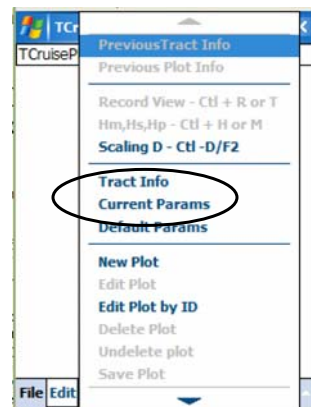 TCr
TCruiseP
PreviousTract Info
Previous Plot Info
Record View - Ctl + R or T
Hm,Hs,Hp - Ctl + H or M
Scaling D - Ctl -D/F2
Tract Info
Current Params
Default Params
New Plot
Edit Plot
Edit Plot by ID
Delete Plot
Undelete plot
Save Plot
File Edit